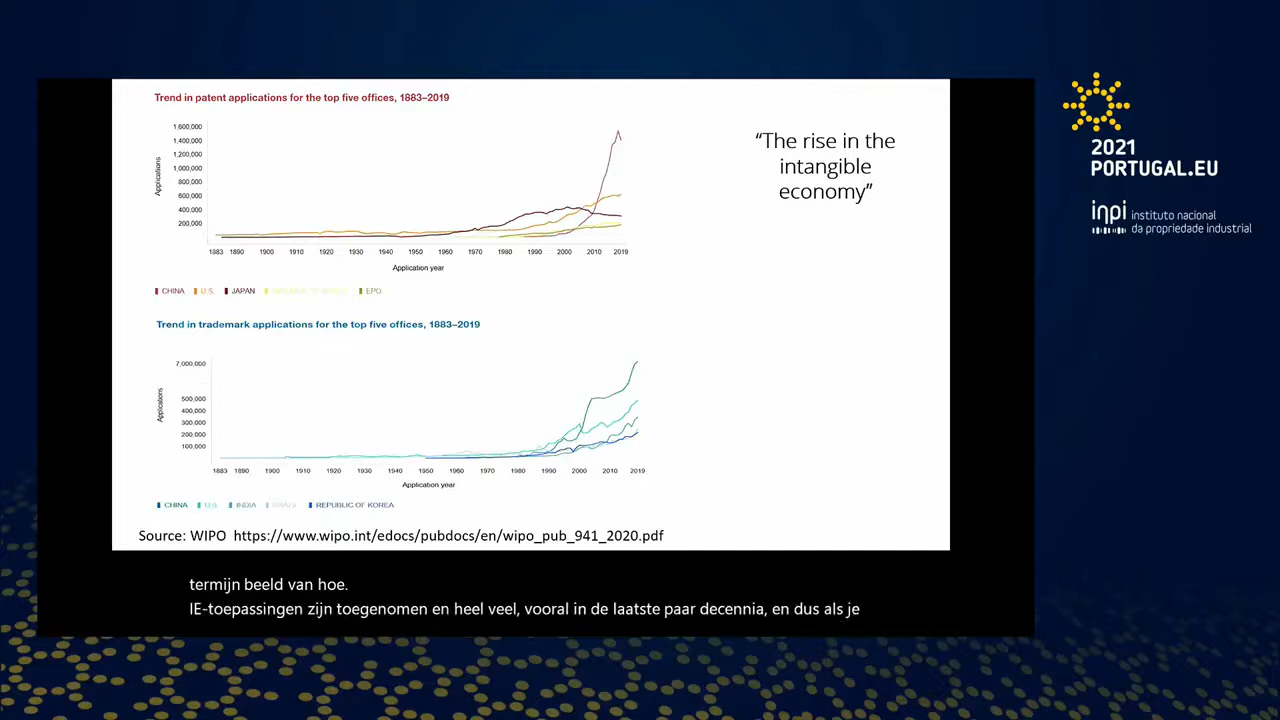 Trend in patent applications for the top five offices, 1883–2019
1,600,000
1,400,000
1,200,000
1,000,000
800,000
600,000
400,000
200,000
Applications
1883 1890 1900 1910 1920 1930 1940 1950 1960 1970 1980 1990 2000 2010 2019
Application year
CHINA U.S. JAPAN EPO
"The rise in the
intangible
economy"
Trend in trademark applications for the top five offices, 1883–2019
7,000,000
500,000
400,000
300,000
200,000
100,000
Applications
1883 1890 1900 1910 1920 1930 1940 1950 1960 1970 1980 1990 2000 2010 2019
Application year
CHINA U.S. INDIA BRAZIL REPUBLIC OF KOREA
Source: WIPO https://www.wipo.int/edocs/pubdocs/en/wipo_pub_941_2020.pdf
termijn beeld van hoe.
IE-toepassingen zijn toegenomen en heel veel, vooral in de laatste paar decennia, en dus als je
2021
PORTUGAL.EU
inpi instituto nacional
da propriedade industrial